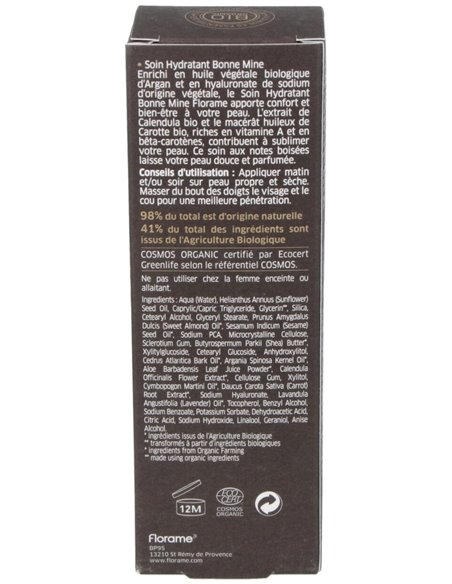 BIO
• Soin Hydratant Bonne Mine
Enrichi en huile végétale biologique
d'Argan et en hyaluronate de sodium
d'origine végétale, le Soin Hydratant
Bonne Mine Florame apporte confort et
bien-être à votre peau. L'extrait de
Calendula bio et le macérât huileux de
Carotte bio, riches en vitamine A et en
bêta-carotènes, contribuent à sublimer
votre peau. Ce soin aux notes boisées
laisse votre peau douce et parfumée.
Conseils d'utilisation : Appliquer matin
et/ou soir sur peau propre et sèche.
Masser du bout des doigts le visage et le
cou pour une meilleure pénétration.
98% du total est d'origine naturelle
41% du total des ingrédients sont
issus de l'Agriculture Biologique
COSMOS ORGANIC certifié par Ecocert
Greenlife selon le référentiel COSMOS.
Ne pas utiliser chez la femme enceinte ou
allaitant.
Ingredients : Aqua (Water), Helianthus Annuus (Sunflower)
Seed Oil, Caprylic/Capric Triglyceride, Glycerin**, Silica,
Cetearyl Alcohol, Glyceryl Stearate, Prunus Amygdalus
Dulcis (Sweet Almond) Oil*, Sesamum Indicum (Sesame)
Seed Oil*, Sodium PCA, Microcrystalline Cellulose,
Sclerotium Gum, Butyrospermum Parkii (Shea) Butter*,
Xylitylglucoside, Cetearyl Glucoside, Anhydroxylitol,
Cedrus Atlantica Bark Oil*, Argania Spinosa Kernel Oil*,
Aloe Barbadensis Leaf Juice Powder*, Calendula
Officinalis Flower Extract*, Cellulose Gum, Xylitol,
Cymbopogon Martini Oil*, Daucus Carota Sativa (Carrot)
Root Extract*, Sodium Hyaluronate, Lavandula
Angustifolia (Lavender) Oil*, Tocopherol, Benzyl Alcohol,
Sodium Benzoate, Potassium Sorbate, Dehydroacetic Acid,
Citric Acid, Sodium Hydroxide, Linalool, Geraniol, Anise
Alcohol.
* ingrédients issus de l'Agriculture Biologique
** transformés à partir d'ingrédients biologiques
* ingredients from Organic Farming
** made using organic ingredients
12M
ECO
CERT
COSMOS
ORGANIC
Florame
BP95
13210 St Rémy de Provence
www.florame.com